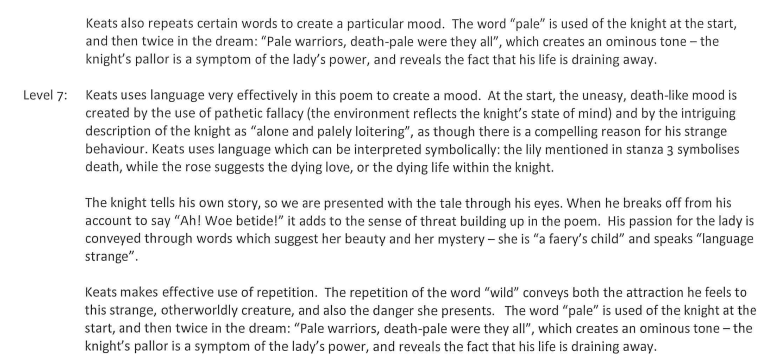 Keats also repeats certain words to create a particular mood.  The word “pale” is used of the knight at the start,
and then twice in the dream: “Pale warriors, death-pale were they all”, which creates an ominous tone – the
knight’s pallor is a symptom of the lady’s power, and reveals the fact that his life is draining away.
Level 7: Keats uses language very effectively in this poem to create a mood.  At the start, the uneasy, death-like mood is
created by the use of pathetic fallacy (the environment reflects the knight’s state of mind) and by the intriguing
description of the knight as “alone and palely loitering”, as though there is a compelling reason for his strange
behaviour. Keats uses language which can be interpreted symbolically: the lily mentioned in stanza 3 symbolises
death, while the rose suggests the dying love, or the dying life within the knight.
The knight tells his own story, so we are presented with the tale through his eyes. When he breaks off from his
account to say “Ah! Woe betide!” it adds to the sense of threat building up in the poem.  His passion for the lady is
conveyed through words which suggest her beauty and her mystery – she is “a faery’s child” and speaks “language
strange”.
Keats makes effective use of repetition.  The repetition of the word “wild” conveys both the attraction he feels to
this strange, otherworldly creature, and also the danger she presents.   The word “pale” is used of the knight at the
start, and then twice in the dream: “Pale warriors, death-pale were they all”, which creates an ominous tone – the
knight’s pallor is a symptom of the lady’s power, and reveals the fact that his life is draining away.